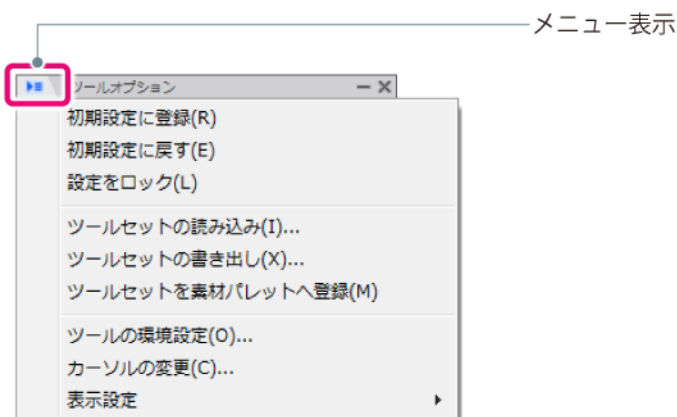 メニュー表示
ツールオプション
初期設定に登録(R)
初期設定に戻す(E)
設定をロック(L)
ツールセットの読み込み(I)...
ツールセットの書き出し(X)...
ツールセットを素材パレットへ登録(M)
ツールの環境設定(O)...
カーソルの変更(C)...
表示設定